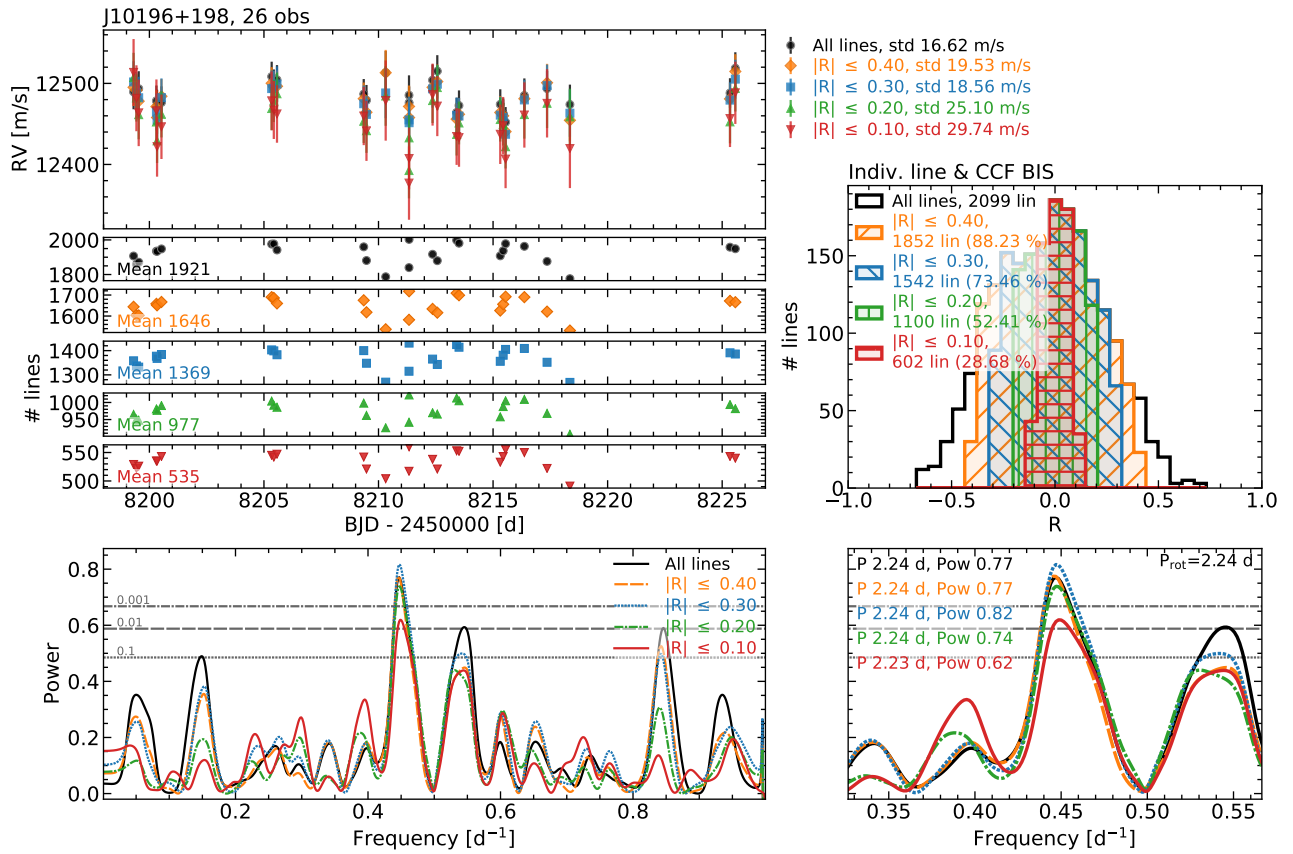 J10196+198, 26 obs
RV [m/s]
12500
12400
All lines, std 16.62 m/s
|R| ≤ 0.40, std 19.53 m/s
|R| ≤ 0.30, std 18.56 m/s
|R| ≤ 0.20, std 25.10 m/s
|R| ≤ 0.10, std 29.74 m/s
# lines
2000
1800
Mean 1921
1700
1600
Mean 1646
1400
1300
Mean 1369
1000
950
Mean 977
550
500
Mean 535
8200 8205 8210 8215 8220 8225
BJD - 2450000 [d]
Indiv. line & CCF BIS
All lines, 2099 lin
|R| ≤ 0.40,
1852 lin (88.23 %)
|R| ≤ 0.30,
1542 lin (73.46 %)
|R| ≤ 0.20,
1100 lin (52.41 %)
|R| ≤ 0.10,
602 lin (28.68 %)
# lines
150
100
50
0
−1.0 −0.5 0.0 0.5 1.0
R
Power
0.8
0.6
0.4
0.2
0.0
0.001
0.01
0.1
All lines
|R| ≤ 0.40
|R| ≤ 0.30
|R| ≤ 0.20
|R| ≤ 0.10
0.2 0.4 0.6 0.8
Frequency [d⁻¹]
P 2.24 d, Pow 0.77
P 2.24 d, Pow 0.77
P 2.24 d, Pow 0.82
P 2.24 d, Pow 0.74
P 2.23 d, Pow 0.62
Prot=2.24 d
0.35 0.40 0.45 0.50 0.55
Frequency [d⁻¹]